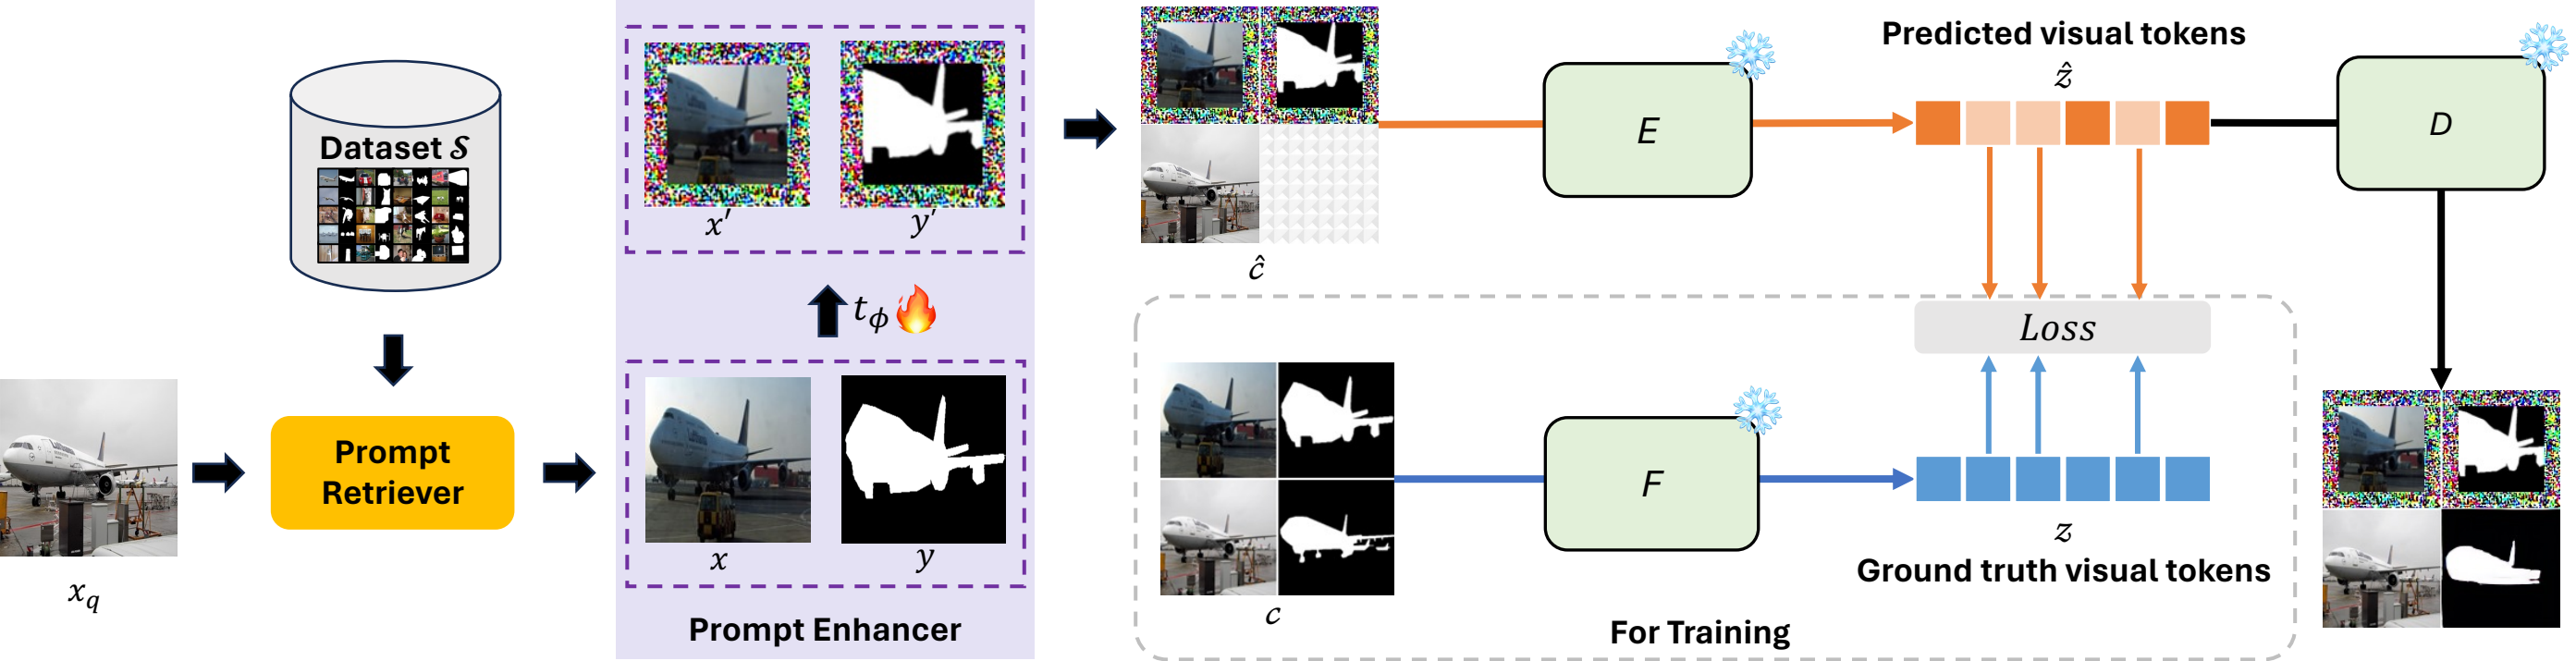 Dataset 𝒮
x_q
Prompt
Retriever
x′
y′
t_ϕ
x
y
Prompt Enhancer
ĉ
E
Predicted visual tokens
ẑ
D
Loss
c
F
z
Ground truth visual tokens
For Training